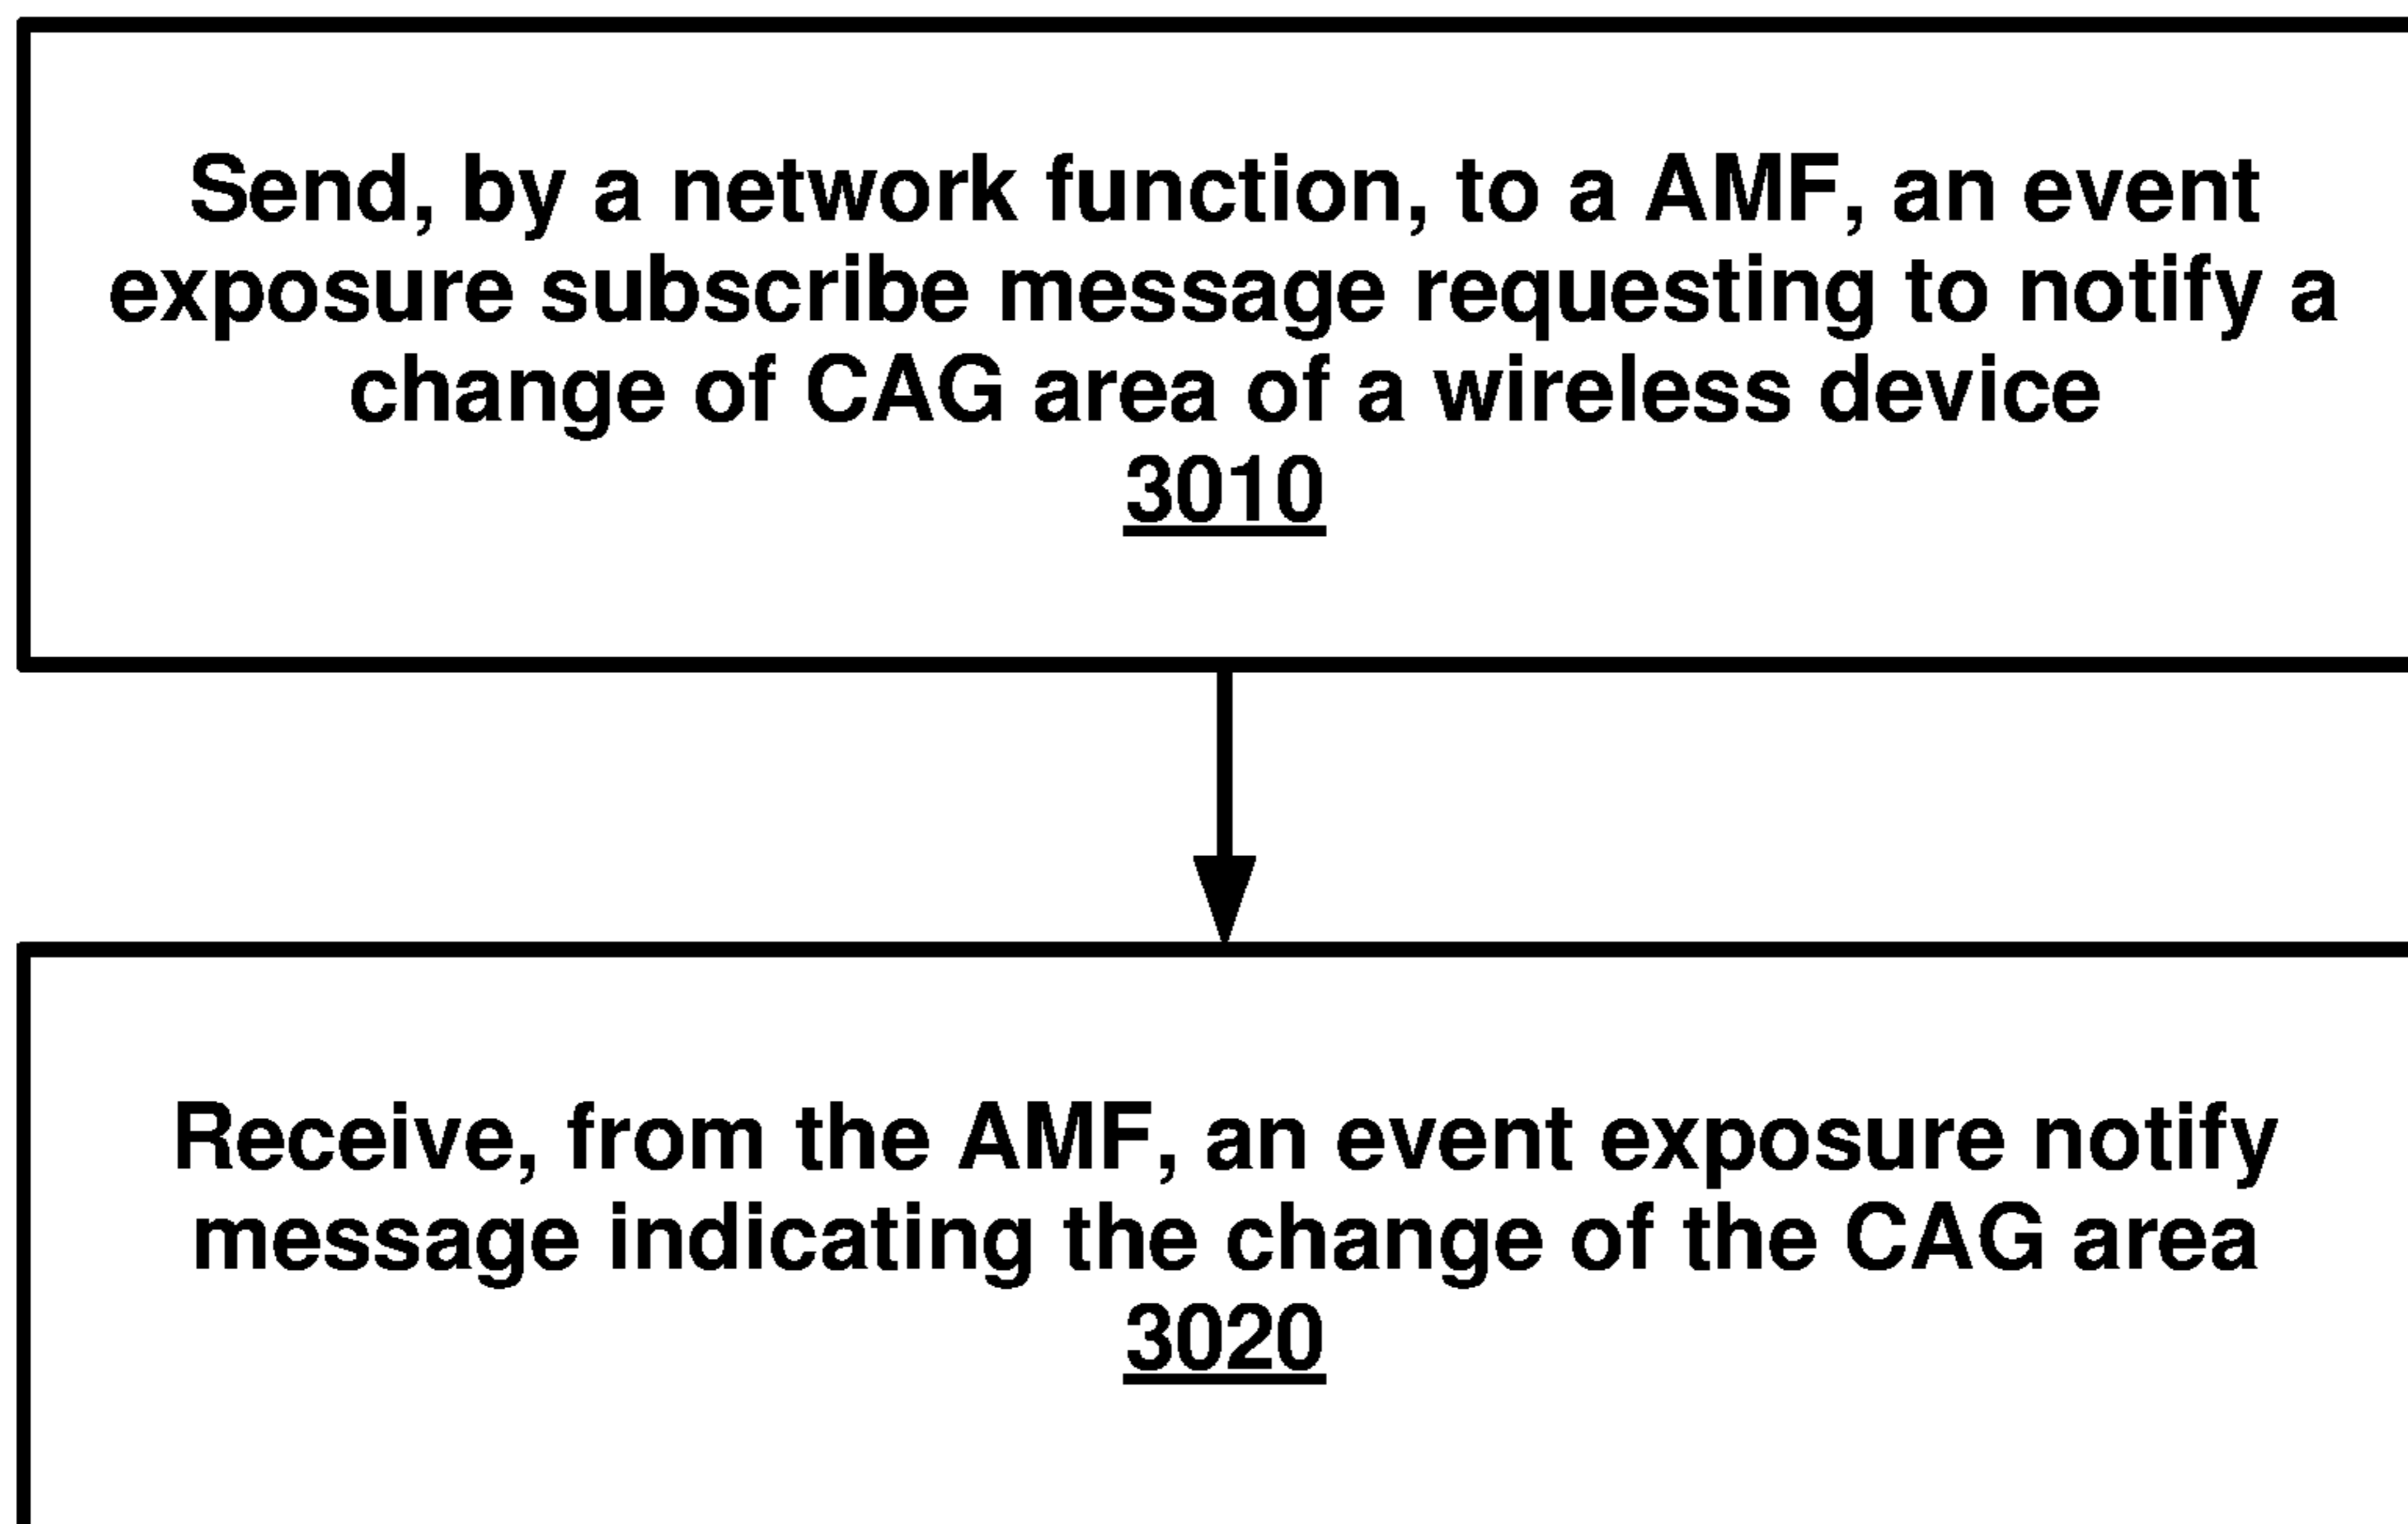 Send, by a network function, to a AMF, an event
exposure subscribe message requesting to notify a
change of CAG area of a wireless device
3010
Receive, from the AMF, an event exposure notify
message indicating the change of the CAG area
3020